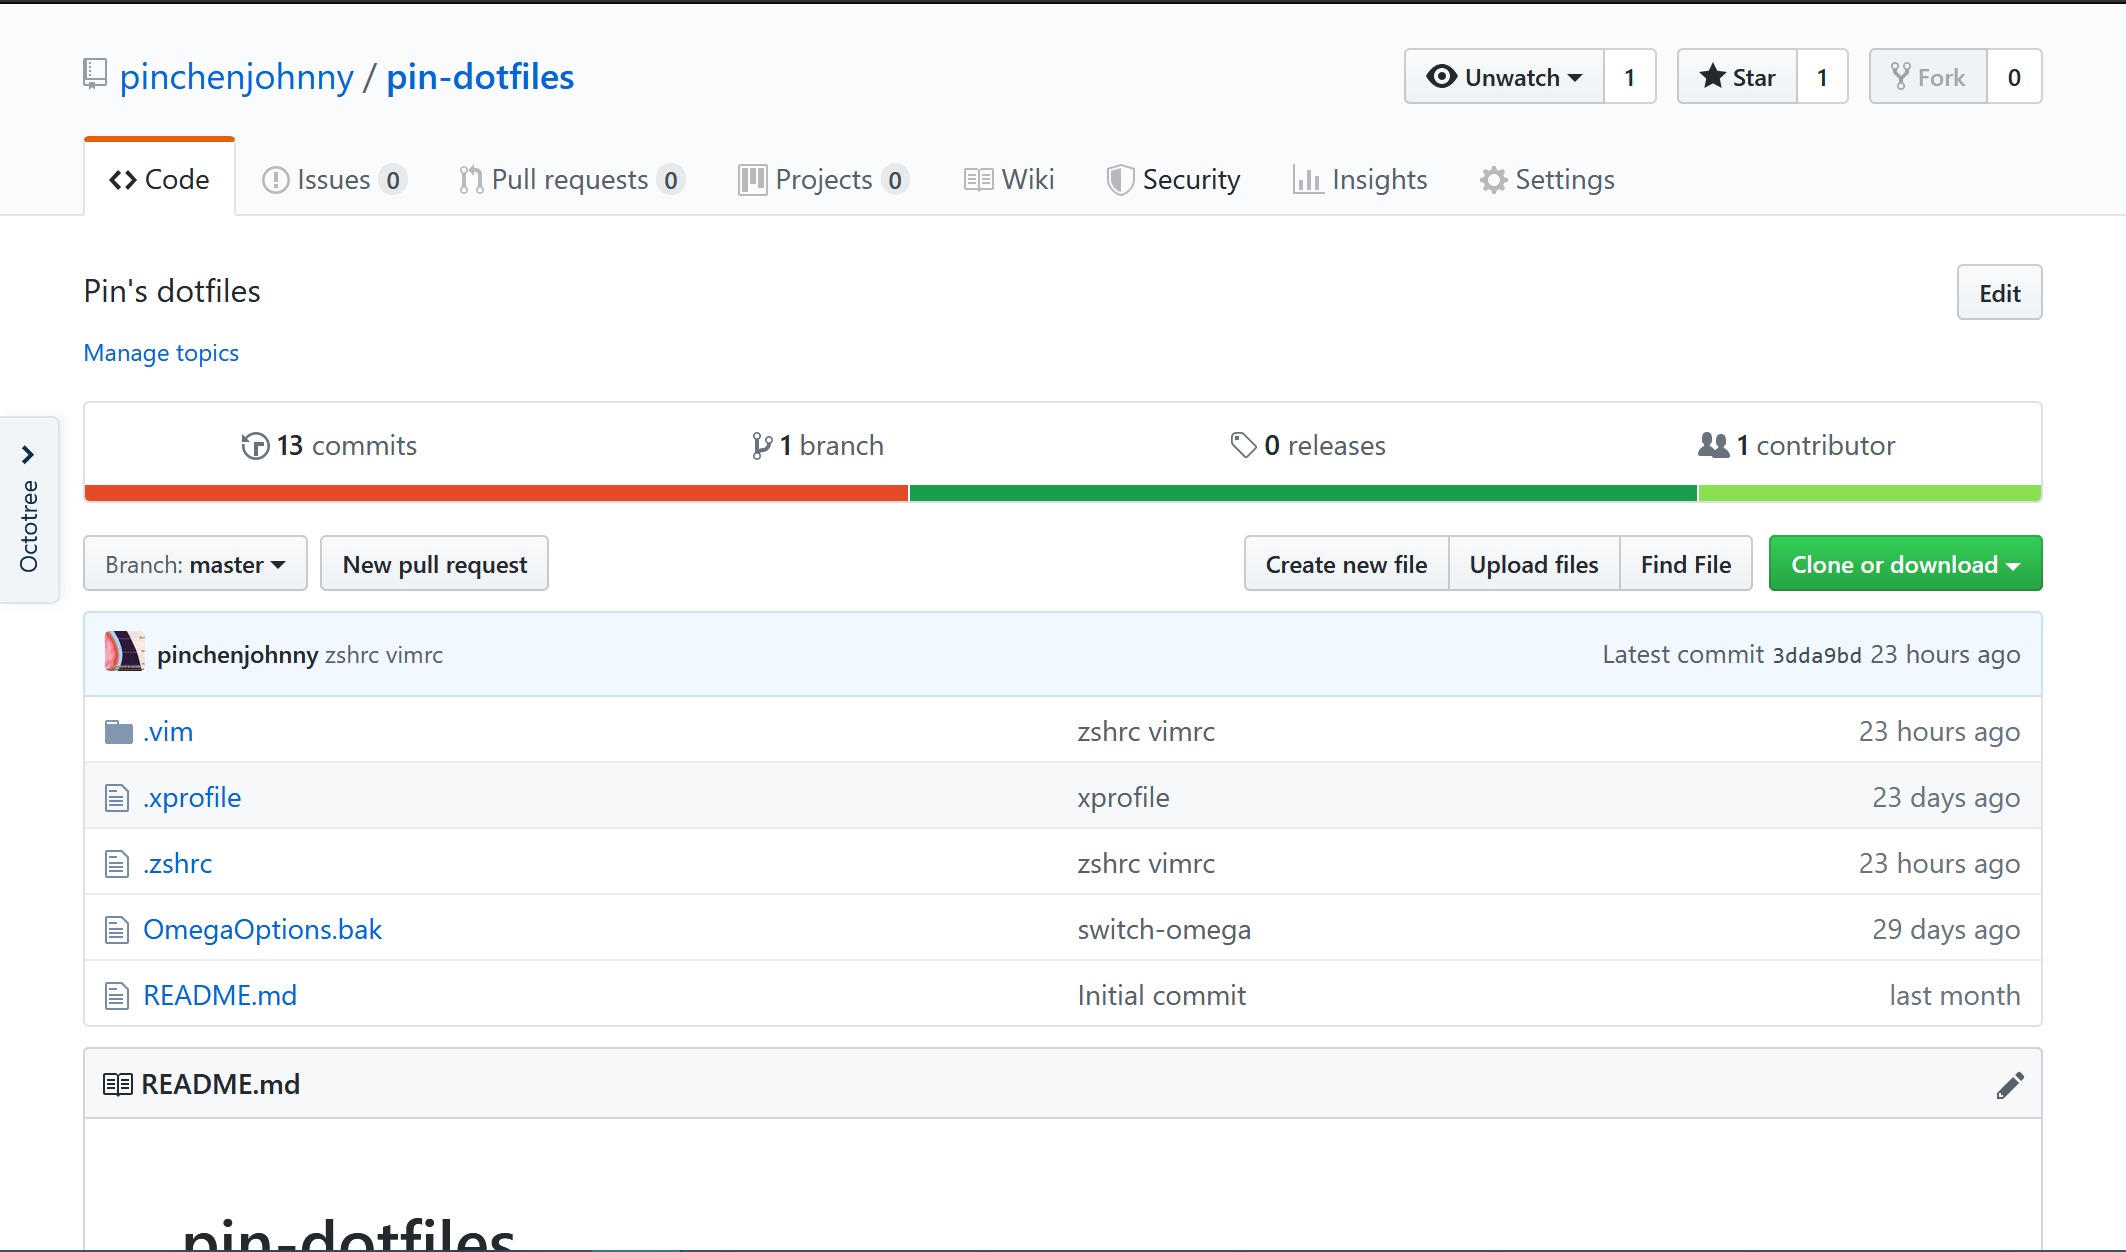 pinchenjohnny / pin-dotfiles
Unwatch 1 Star 1 Fork 0
Code Issues 0 Pull requests 0 Projects 0 Wiki Security Insights Settings
Pin's dotfiles
Edit
Manage topics
13 commits 1 branch 0 releases 1 contributor
Octotree
Branch: master New pull request Create new file Upload files Find File Clone or download
pinchenjohnny zshrc vimrc Latest commit 3dda9bd 23 hours ago
.vim zshrc vimrc 23 hours ago
.xprofile xprofile 23 days ago
.zshrc zshrc vimrc 23 hours ago
OmegaOptions.bak switch-omega 29 days ago
README.md Initial commit last month
README.md
pin-dotfiles